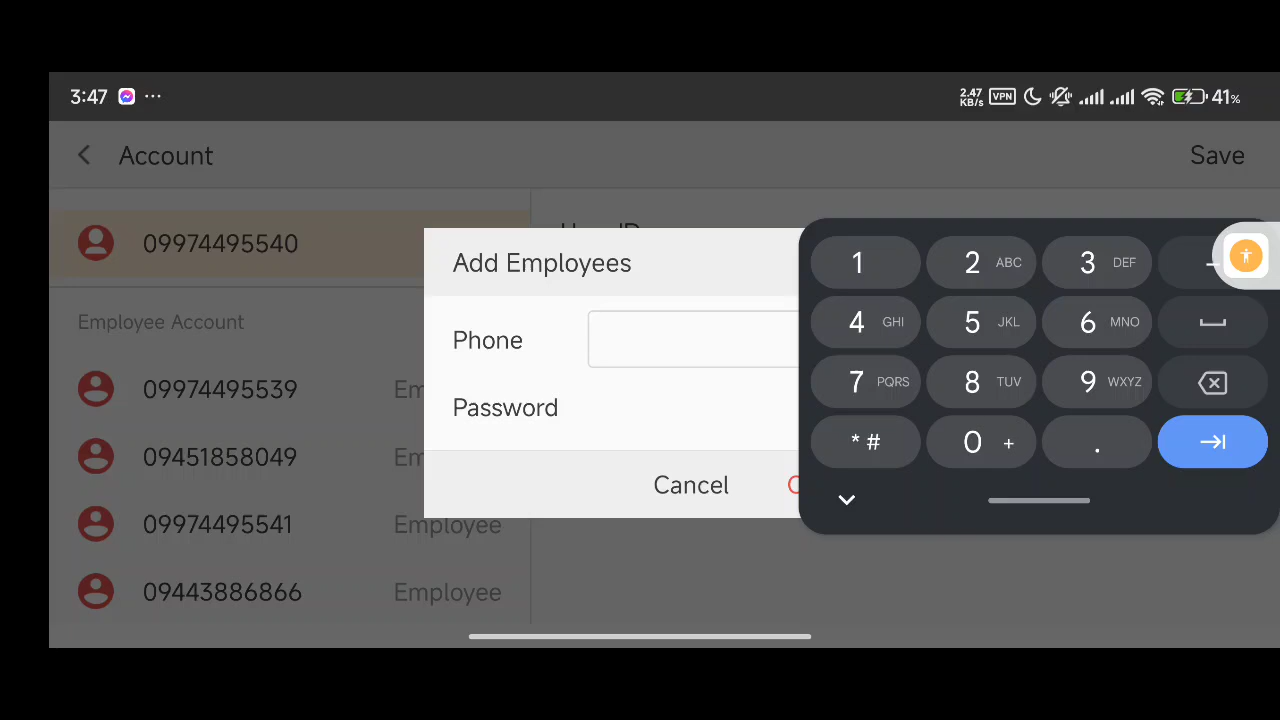 3:47 ... 2.47 KB/s VPN 41%
Account Save
09974495540
Employee Account
09974495539
09451858049
09974495541 Employee
09443886866 Employee
Add Employees
Phone
Password
Cancel
1 2 ABC 3 DEF
4 GHI 5 JKL 6 MNO
7 PQRS 8 TUV 9 WXYZ
* # 0 + .